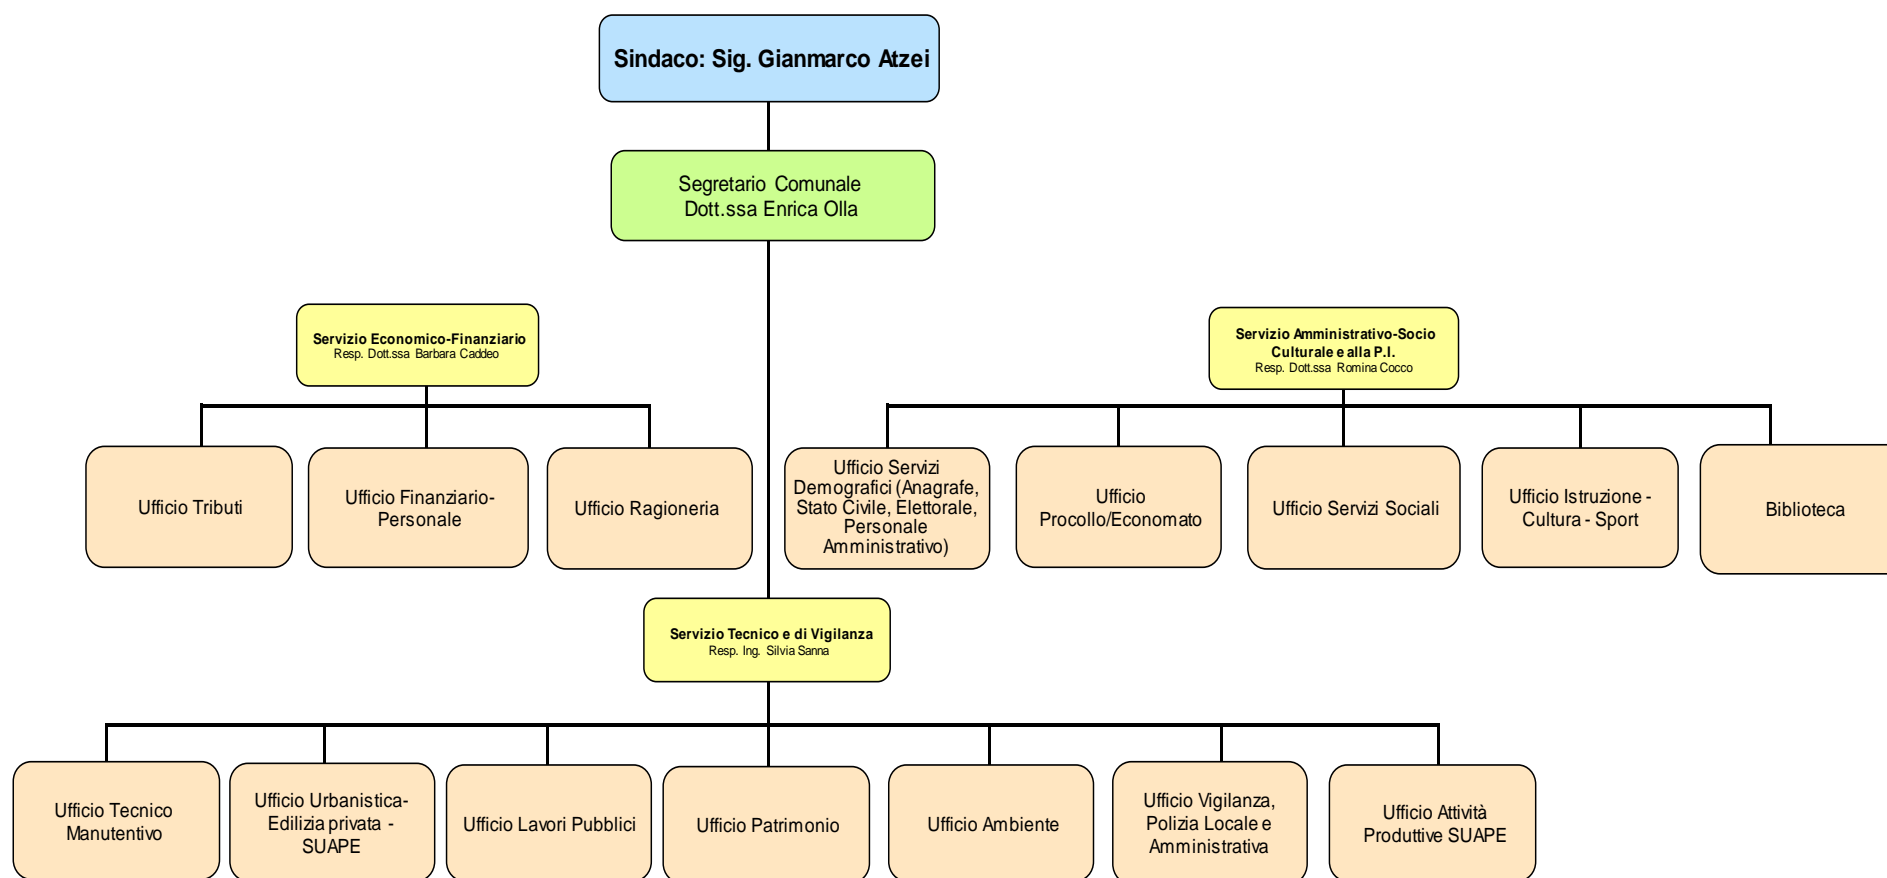 Sindaco: Sig. Gianmarco Atzei
Segretario Comunale
Dott.ssa Enrica Olla
Servizio Economico-Finanziario
Resp. Dott.ssa Barbara Caddeo
Servizio Amministrativo-Socio
Culturale e alla P.I.
Resp. Dott.ssa Romina Cocco
Ufficio Tributi
Ufficio Finanziario-
Personale
Ufficio Ragioneria
Ufficio Servizi
Demografici (Anagrafe,
Stato Civile, Elettorale,
Personale
Amministrativo)
Ufficio
Procollo/Economato
Ufficio Servizi Sociali
Ufficio Istruzione -
Cultura - Sport
Biblioteca
Servizio Tecnico e di Vigilanza
Resp. Ing. Silvia Sanna
Ufficio Tecnico
Manutentivo
Ufficio Urbanistica-
Edilizia privata -
SUAPE
Ufficio Lavori Pubblici
Ufficio Patrimonio
Ufficio Ambiente
Ufficio Vigilanza,
Polizia Locale e
Amministrativa
Ufficio Attività
Produttive SUAPE